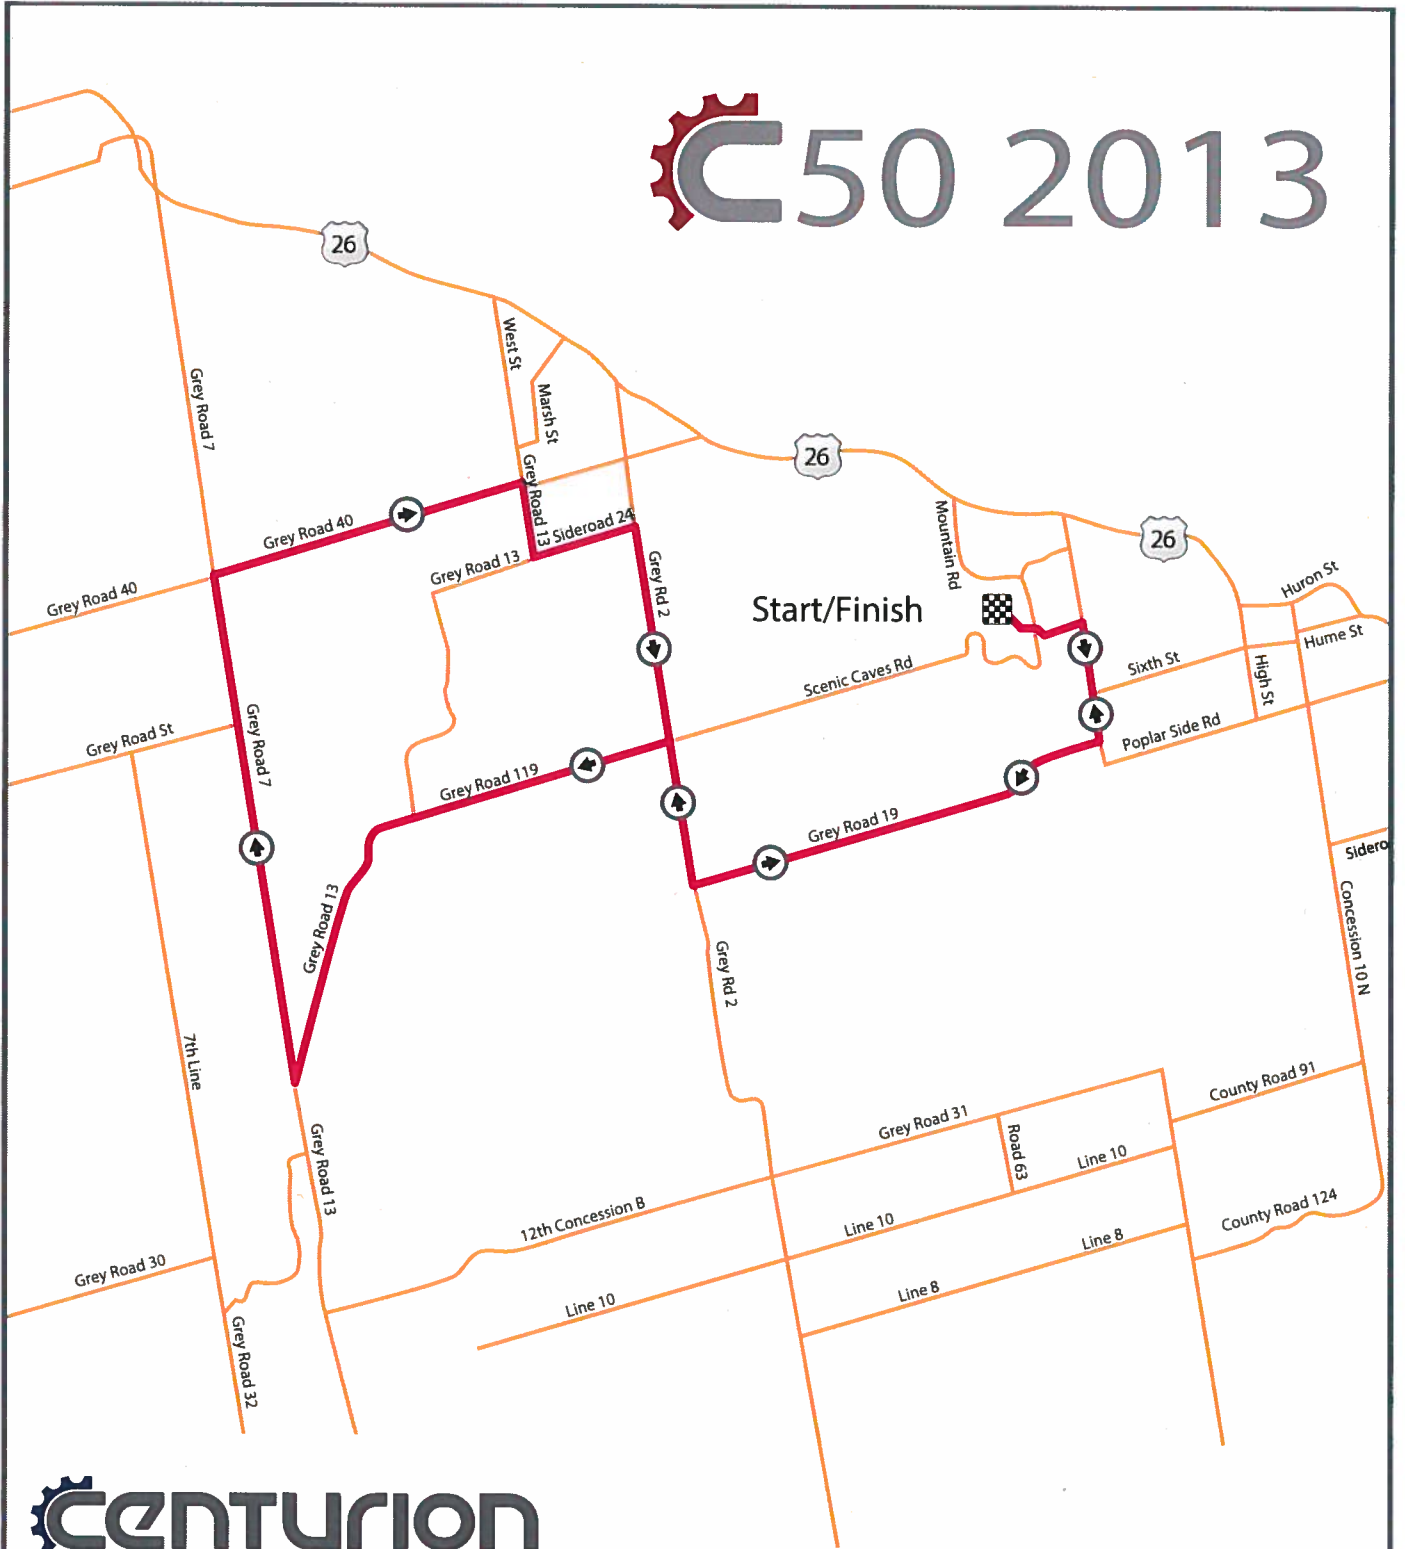 C50 2013
26
West St
Marsh St
Grey Road 7
26
Grey Road 13
Grey Road 40
Sideroad 24
Mountain Rd
26
Grey Road 13
Grey Rd 2
Huron St
Grey Road 40
Start/Finish
Hume St
Sixth St
High St
Scenic Caves Rd
Grey Road St
Grey Road 7
Poplar Side Rd
Grey Road 119
Grey Road 19
Sidero
Grey Road 13
Concession 10 N
Grey Rd 2
7th Line
County Road 91
Grey Road 31
Road 63
Line 10
Grey Road 13
12th Concession B
Line 10
County Road 124
Line 8
Grey Road 30
Line 10
Line 8
Grey Road 32
CENTURION